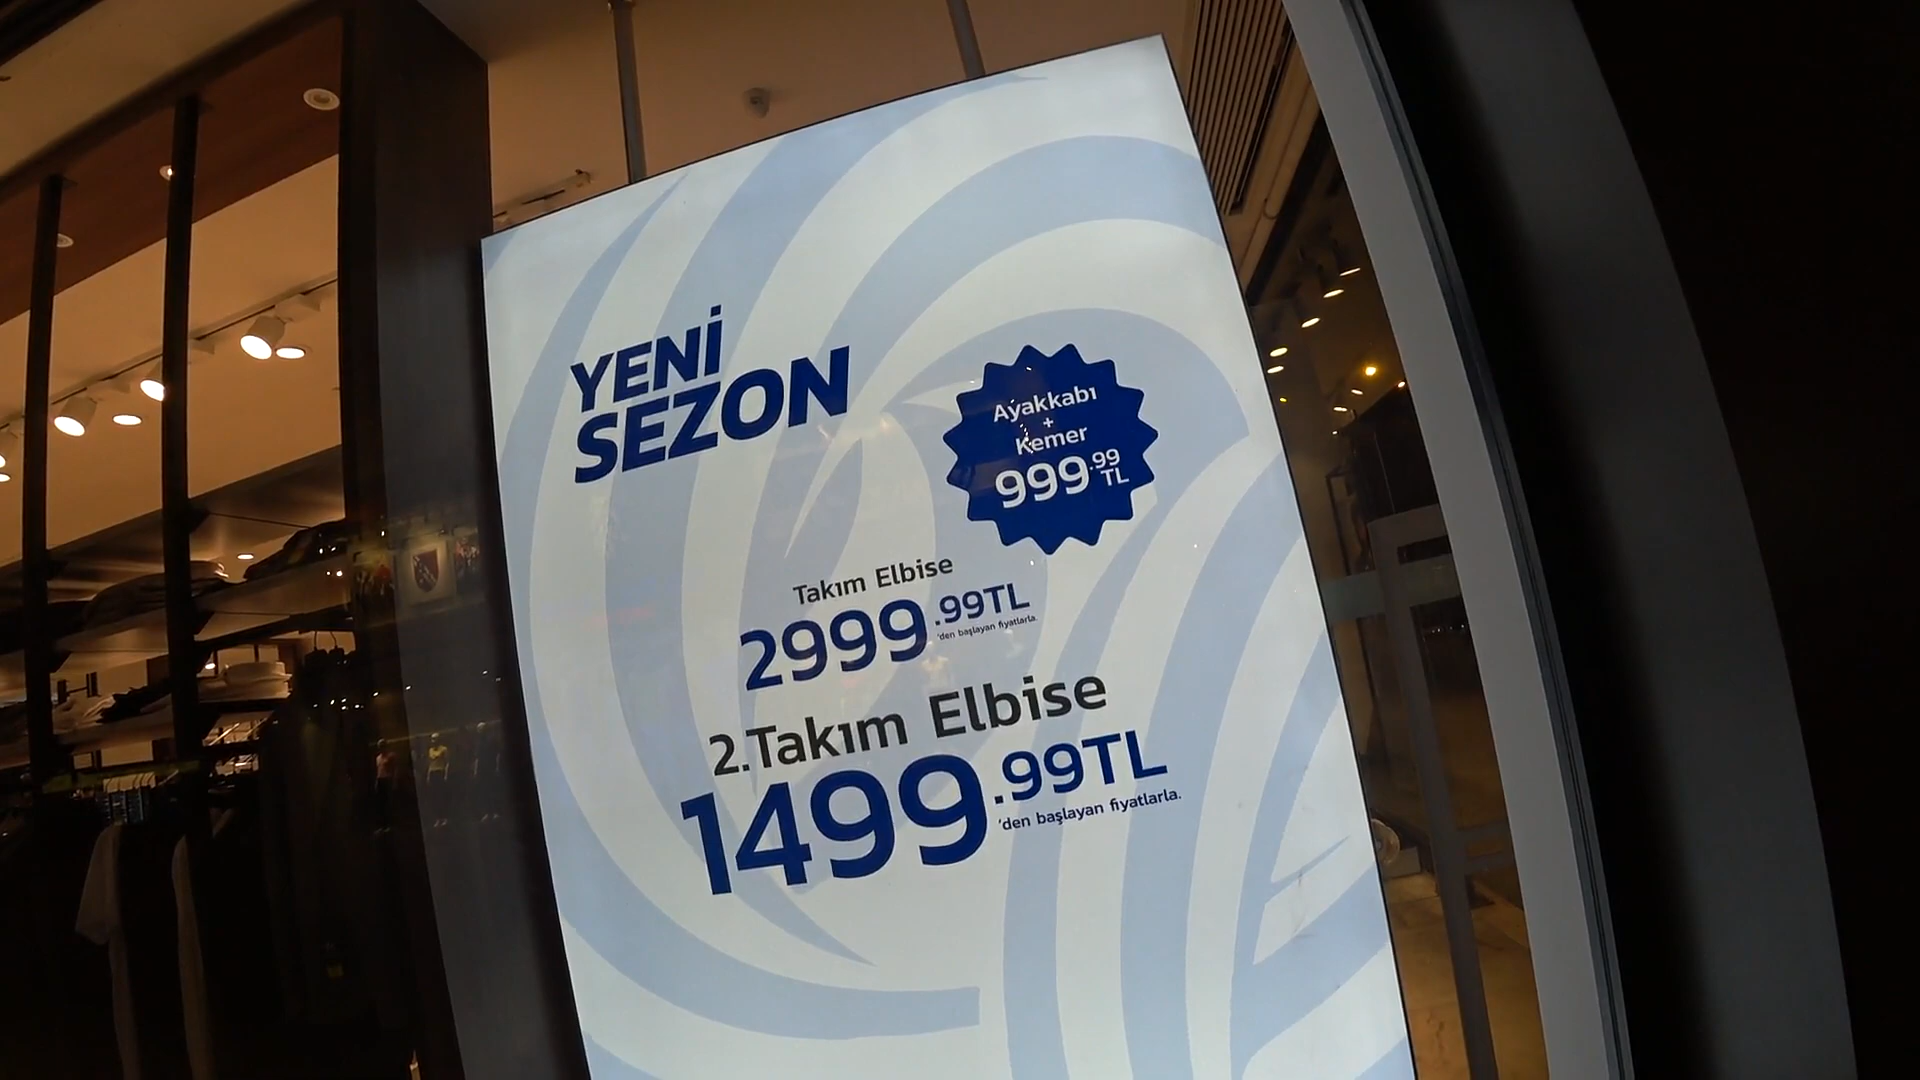 YENİ
SEZON
Ayakkabı
+
Kemer
999.99
TL
Takım Elbise
2999.99TL
'den başlayan fiyatlarla.
2.Takım Elbise
1499.99TL
'den başlayan fiyatlarla.